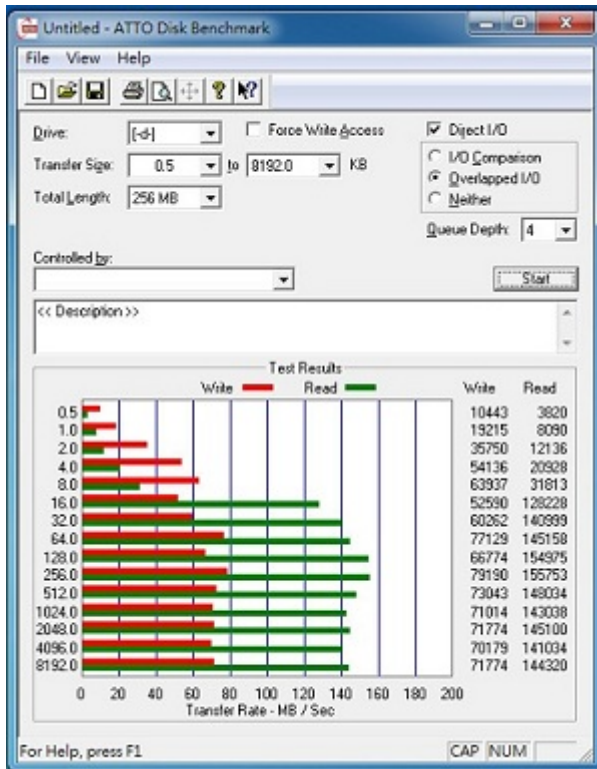 Untitled - ATTO Disk Benchmark
File View Help
Drive: [-d-] Force Write Access Direct I/O
Transfer Size: 0.5 to 8192.0 KB I/O Comparison
Overlapped I/O
Total Length: 256 MB Neither
Queue Depth: 4
Controlled by:
Start
<< Description >>
Test Results
Write Read Write Read
0.5 10443 3820
1.0 19215 8090
2.0 35750 12136
4.0 54136 20928
8.0 63937 31813
16.0 52590 128228
32.0 60262 140999
64.0 77129 145158
128.0 66774 154975
256.0 79190 155753
512.0 73043 148034
1024.0 71014 143038
2048.0 71774 145100
4096.0 70179 141034
8192.0 71774 144320
0 20 40 60 80 100 120 140 160 180 200
Transfer Rate - MB / Sec
For Help, press F1 CAP NUM